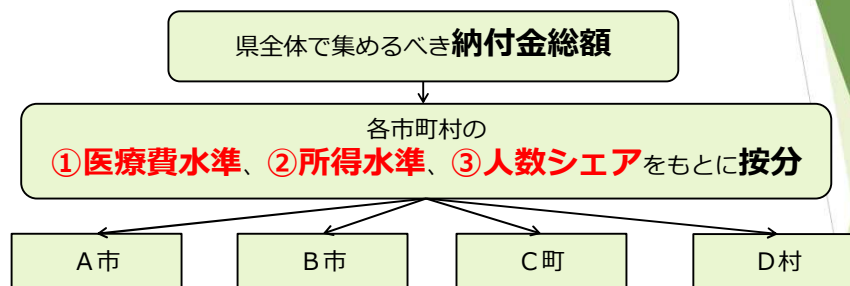 県全体で集めるべき納付金総額
各市町村の
①医療費水準、②所得水準、③人数シェアをもとに按分
A市
B市
C町
D村